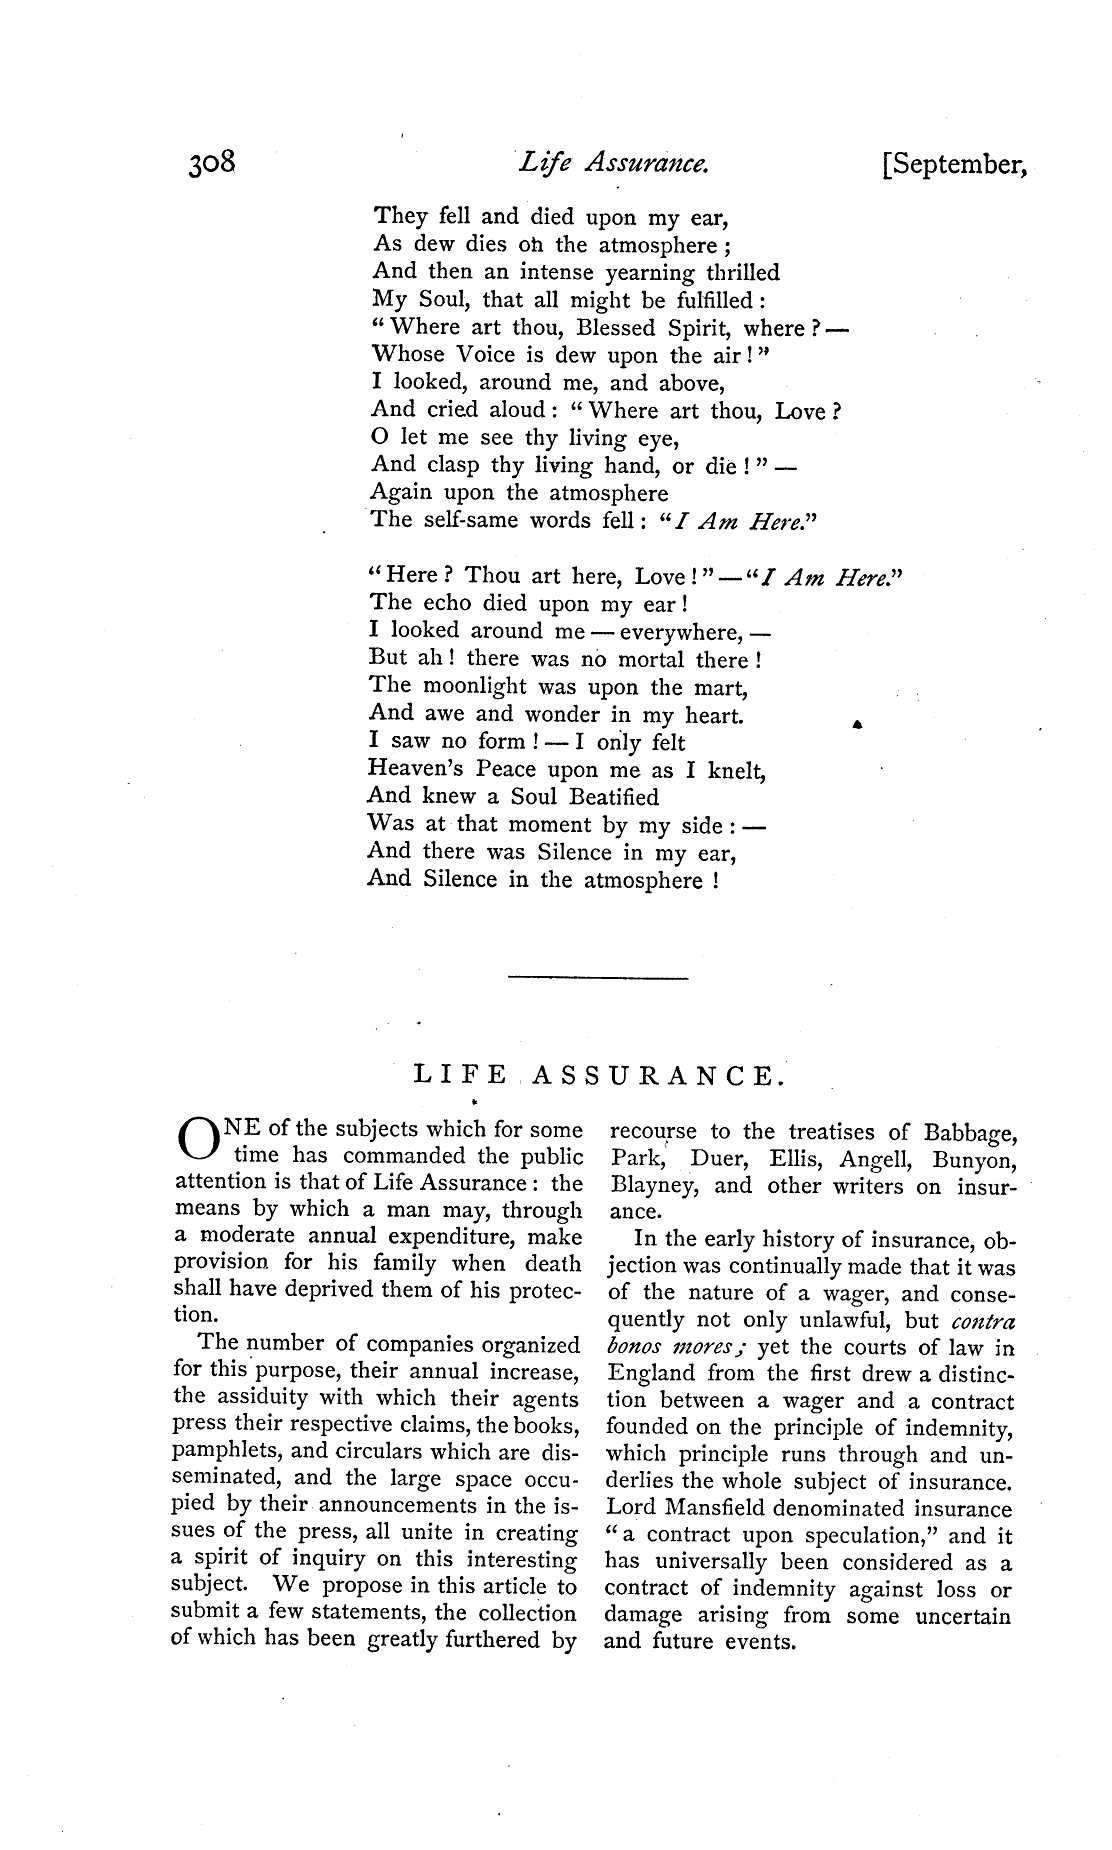 308 Life Assurance. [September,
They fell and died upon my ear,
As dew dies on the atmosphere ;
And then an intense yearning thrilled
My Soul, that all might be fulfilled :
“ Where art thou, Blessed Spirit, where ? —
Whose Voice is dew upon the air ! ”
I looked, around me, and above,
And cried aloud : “ Where art thou, Love ?
O let me see thy living eye,
And clasp thy living hand, or die ! ” —
Again upon the atmosphere
The self-same words fell : “I Am Here.”
“ Here ? Thou art here, Love ! ” — “I Am Here.”
The echo died upon my ear !
I looked around me — everywhere, —
But ah ! there was no mortal there !
The moonlight was upon the mart,
And awe and wonder in my heart.
I saw no form ! — I only felt
Heaven’s Peace upon me as I knelt,
And knew a Soul Beatified
Was at that moment by my side : —
And there was Silence in my ear,
And Silence in the atmosphere !
LIFE ASSURANCE.
ONE of the subjects which for some
time has commanded the public
attention is that of Life Assurance : the
means by which a man may, through
a moderate annual expenditure, make
provision for his family when death
shall have deprived them of his protec-
tion.
The number of companies organized
for this purpose, their annual increase,
the assiduity with which their agents
press their respective claims, the books,
pamphlets, and circulars which are dis-
seminated, and the large space occu-
pied by their announcements in the is-
sues of the press, all unite in creating
a spirit of inquiry on this interesting
subject. We propose in this article to
submit a few statements, the collection
of which has been greatly furthered by
recourse to the treatises of Babbage,
Park, Duer, Ellis, Angell, Bunyon,
Blayney, and other writers on insur-
ance.
In the early history of insurance, ob-
jection was continually made that it was
of the nature of a wager, and conse-
quently not only unlawful, but contra
bonos mores ; yet the courts of law in
England from the first drew a distinc-
tion between a wager and a contract
founded on the principle of indemnity,
which principle runs through and un-
derlies the whole subject of insurance.
Lord Mansfield denominated insurance
“ a contract upon speculation,” and it
has universally been considered as a
contract of indemnity against loss or
damage arising from some uncertain
and future events.